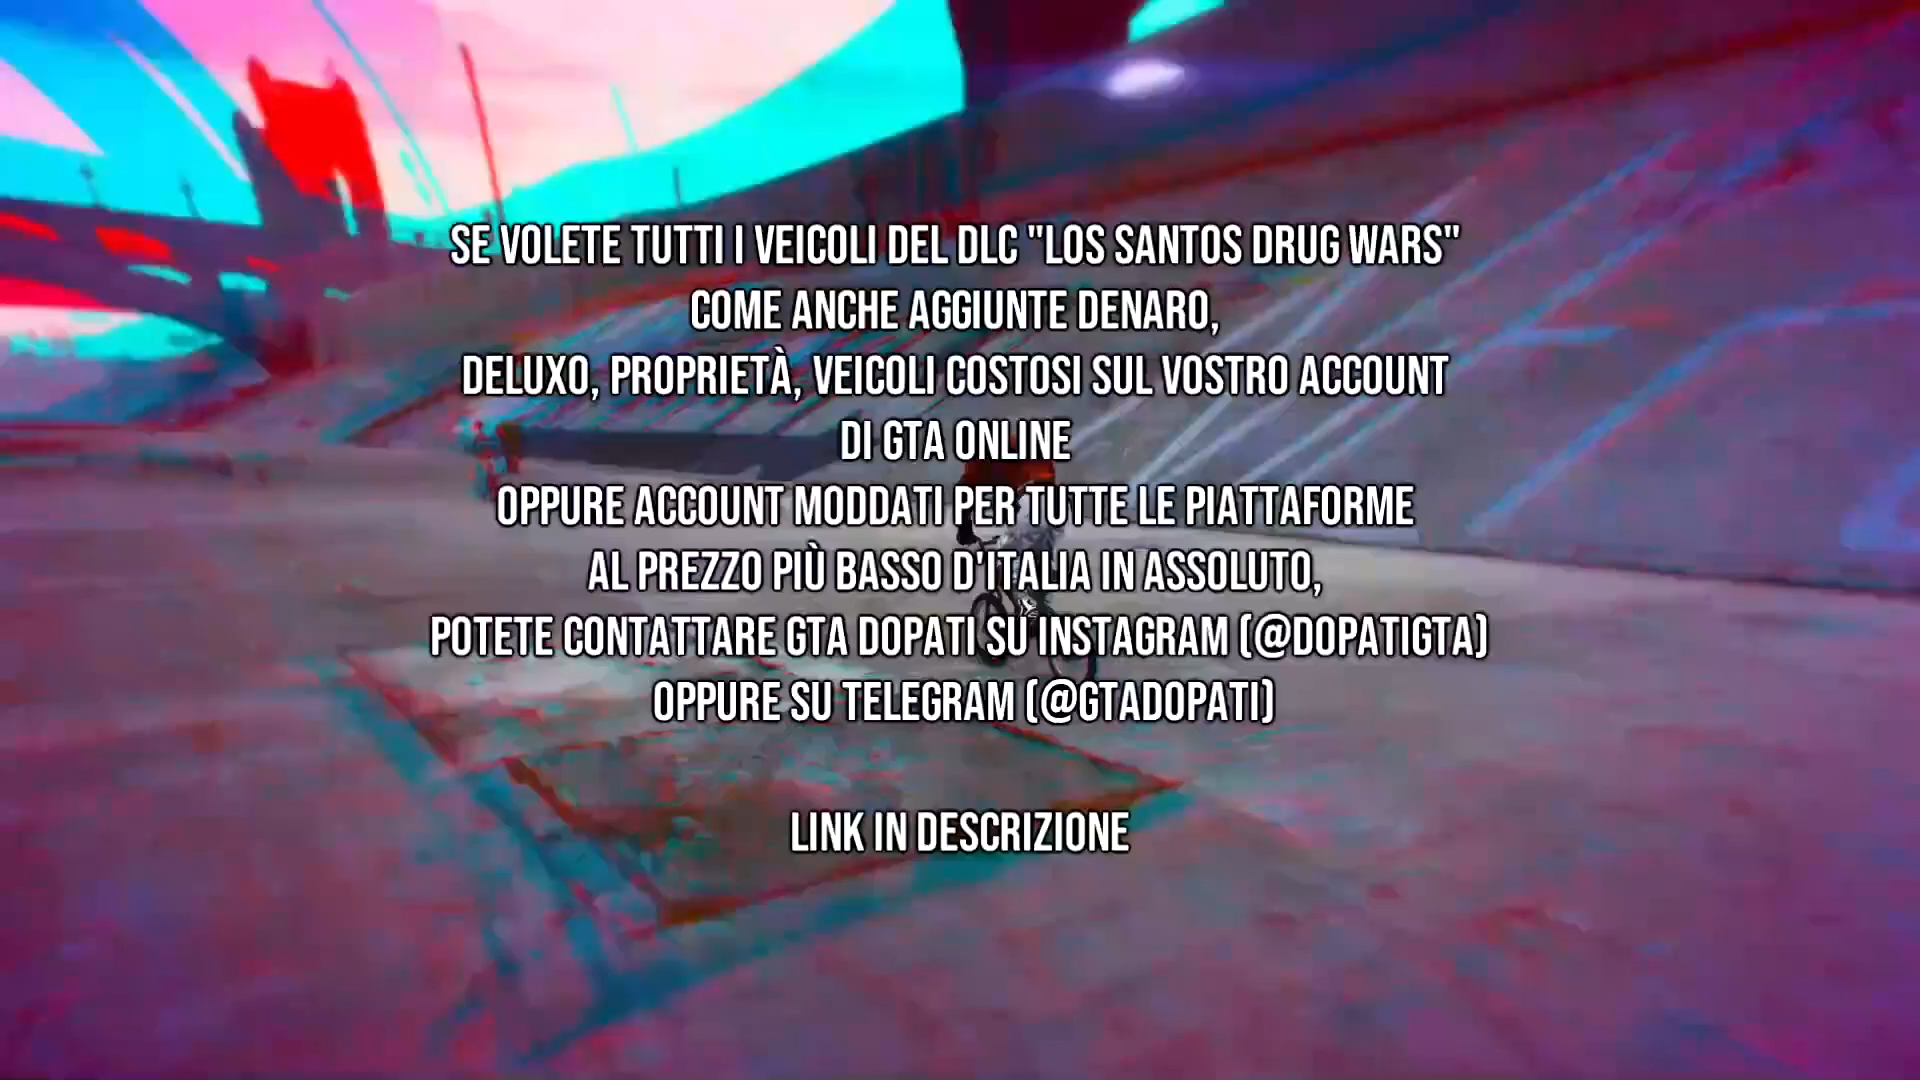 SE VOLETE TUTTI I VEICOLI DEL DLC "LOS SANTOS DRUG WARS"
COME ANCHE AGGIUNTE DENARO,
DELUXO, PROPRIETÀ, VEICOLI COSTOSI SUL VOSTRO ACCOUNT
DI GTA ONLINE
OPPURE ACCOUNT MODDATI PER TUTTE LE PIATTAFORME
AL PREZZO PIÙ BASSO D'ITALIA IN ASSOLUTO,
POTETE CONTATTARE GTA DOPATI SU INSTAGRAM (@DOPATIGTA)
OPPURE SU TELEGRAM (@GTADOPATI)
LINK IN DESCRIZIONE